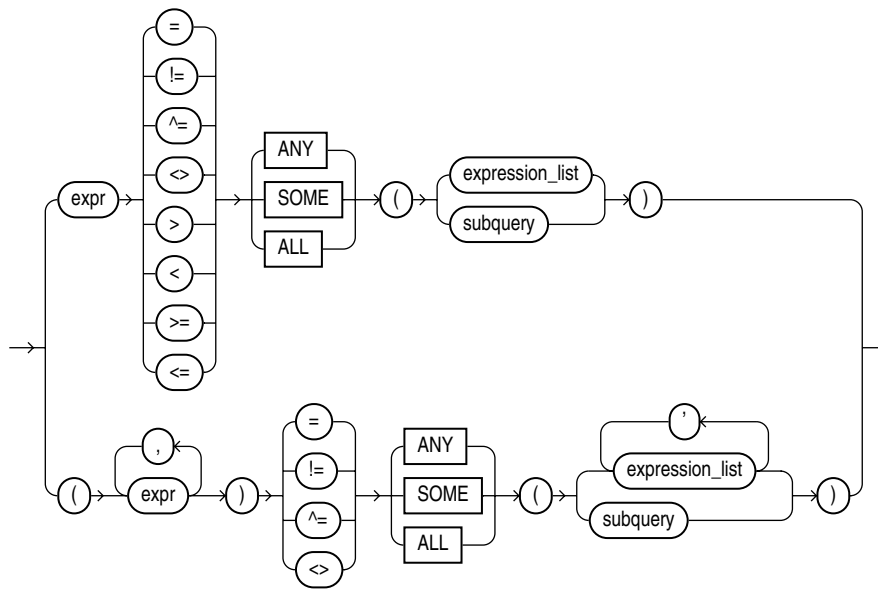 =
!=
^=
<>
>
<
>=
<=
expr
ANY
SOME
ALL
(
expression_list
subquery
)
(
,
expr
)
=
!=
^=
<>
ANY
SOME
ALL
(
,
expression_list
subquery
)